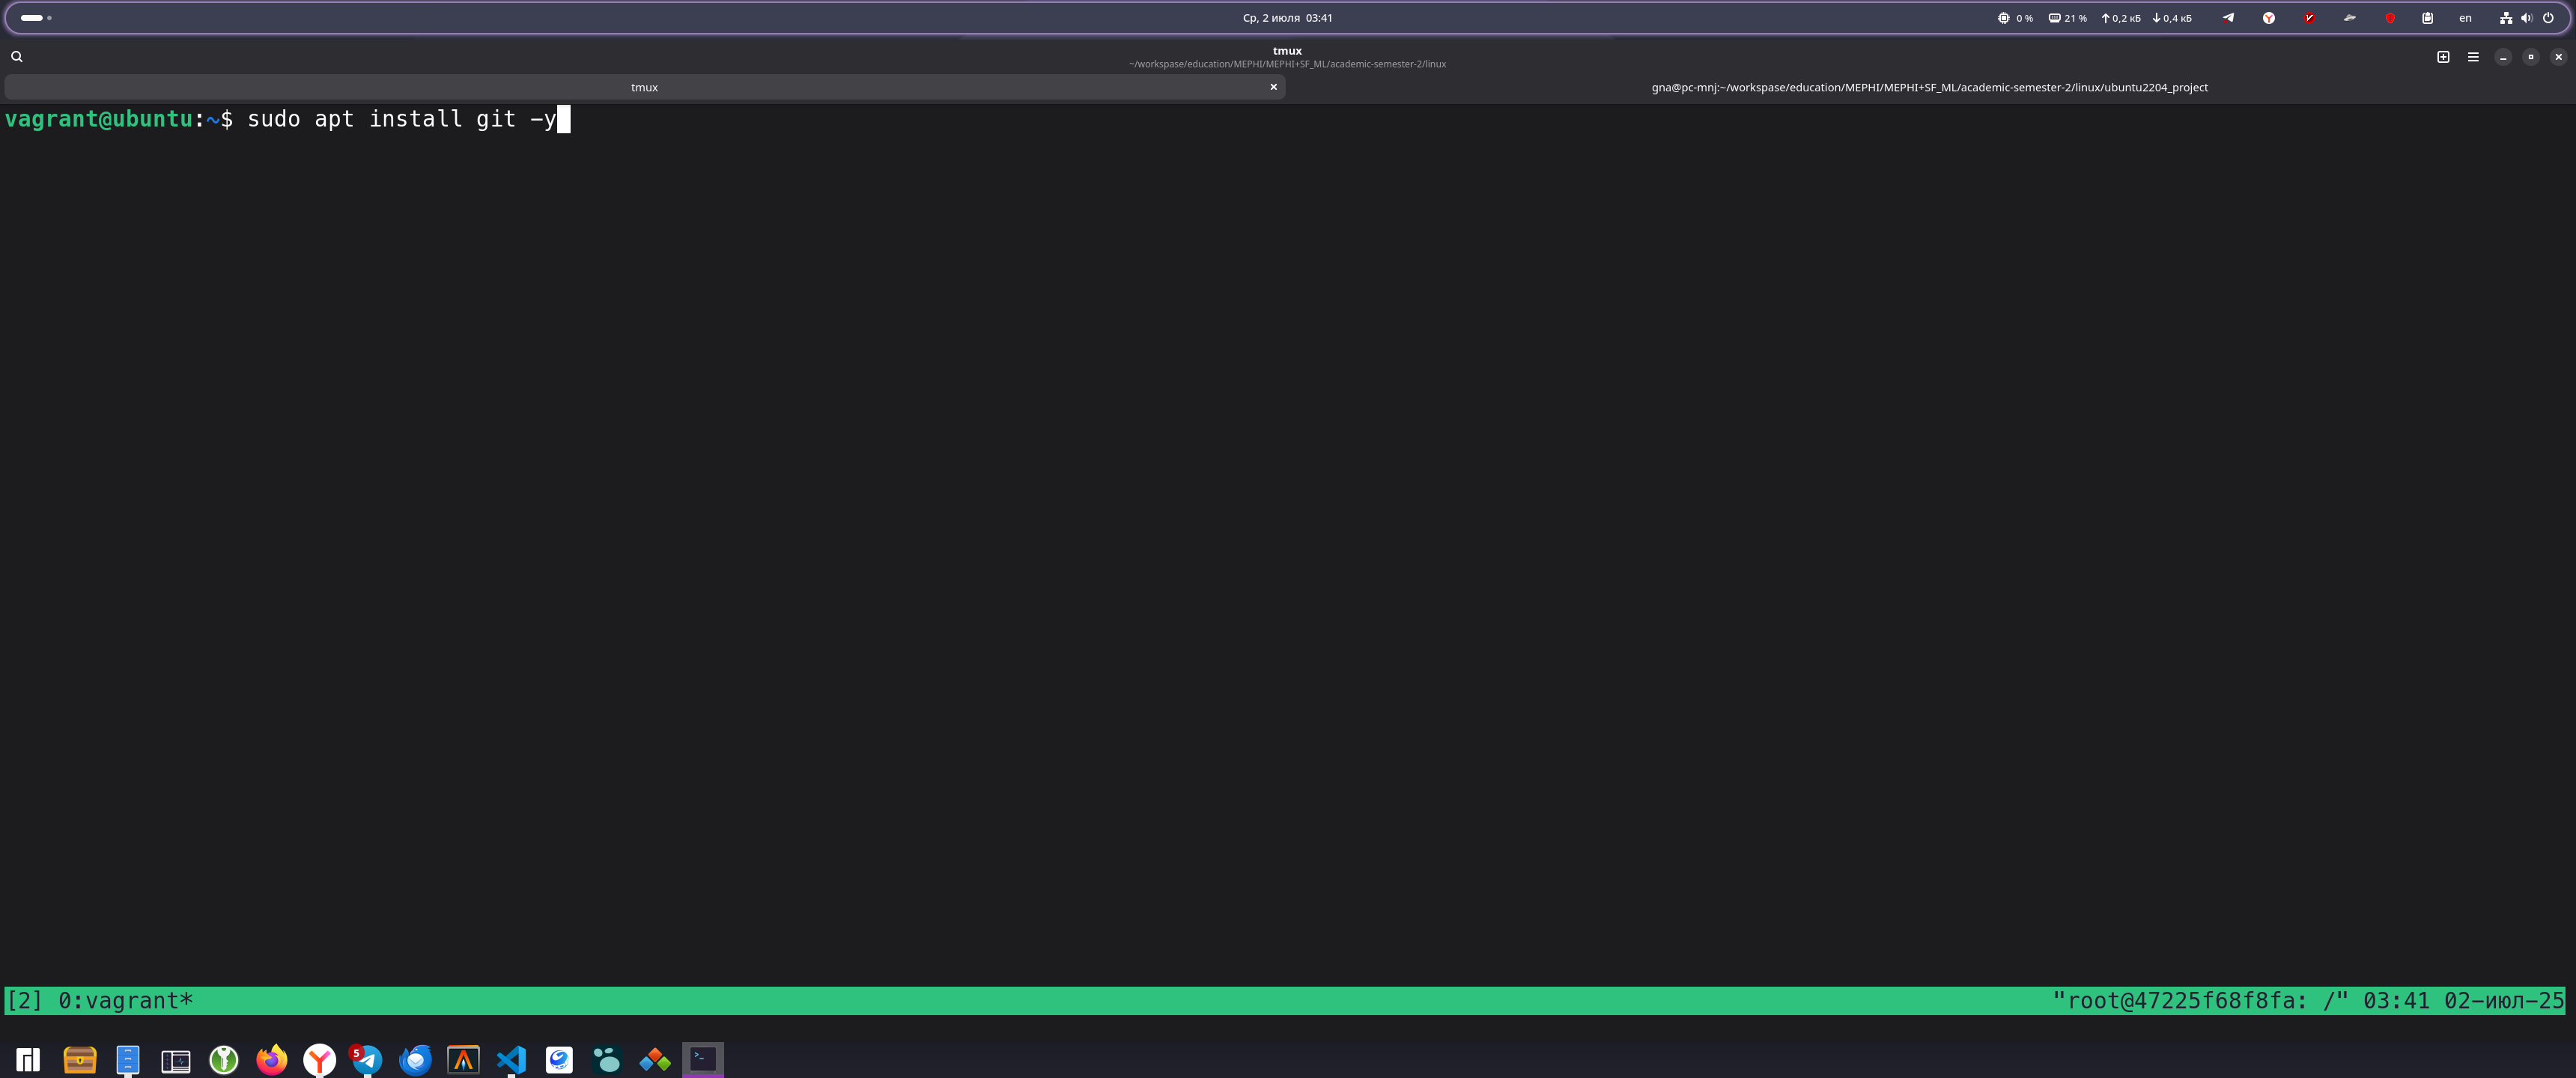 Ср, 2 июля 03:41
0 %
21 %
0,2 кБ
0,4 кБ
en
tmux
~/workspase/education/MEPHI/MEPHI+SF_ML/academic-semester-2/linux
tmux
gna@pc-mnj:~/workspase/education/MEPHI/MEPHI+SF_ML/academic-semester-2/linux/ubuntu2204_project
vagrant@ubuntu:~$ sudo apt install git -y
[2] 0:vagrant*
"root@47225f68f8fa: /" 03:41 02-июл-25
5